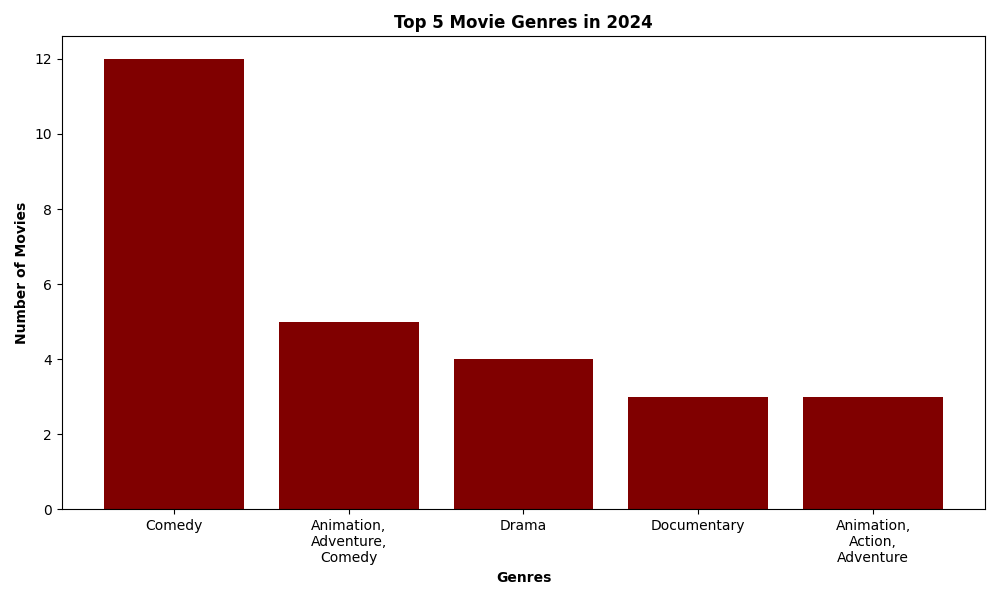 Top 5 Movie Genres in 2024
Number of Movies
12
10
8
6
4
2
0
Comedy
Animation,
Adventure,
Comedy
Drama
Documentary
Animation,
Action,
Adventure
Genres